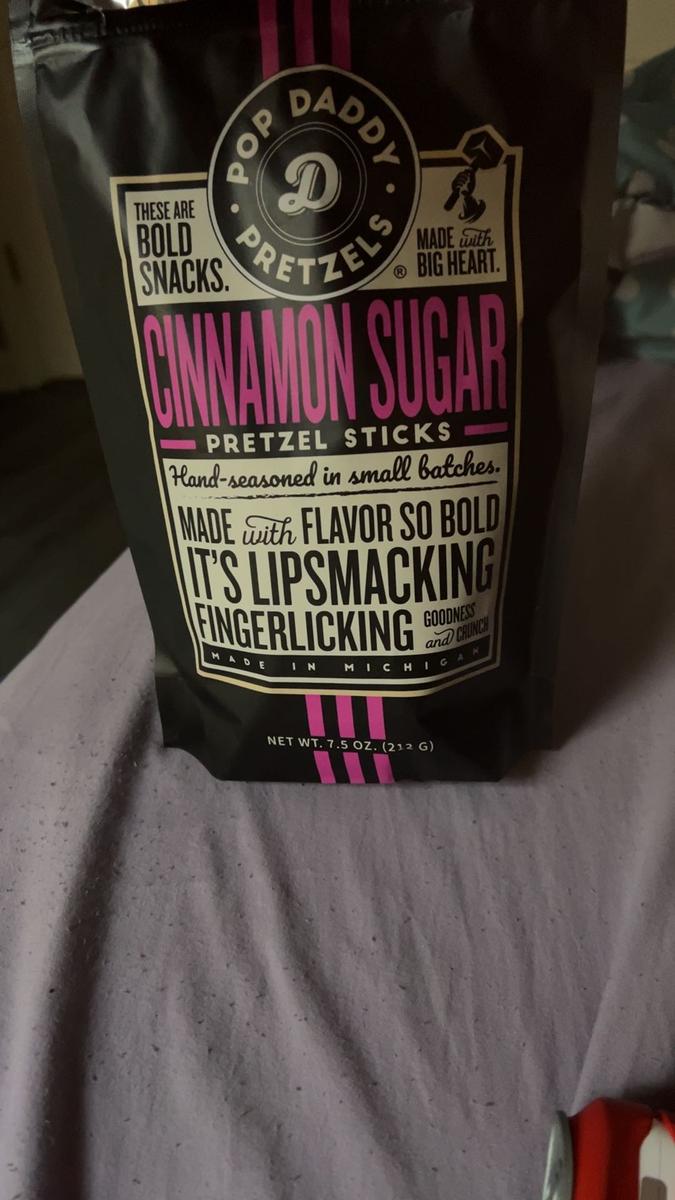 POP DADDY
D
PRETZELS
®
THESE ARE
BOLD
SNACKS.
MADE with
BIG HEART.
CINNAMON SUGAR
PRETZEL STICKS
Hand-seasoned in small batches.
MADE with FLAVOR SO BOLD
IT'S LIPSMACKING
FINGERLICKING GOODNESS
and CRUNCH
MADE IN MICHIGAN
NET WT. 7.5 OZ. (212 G)